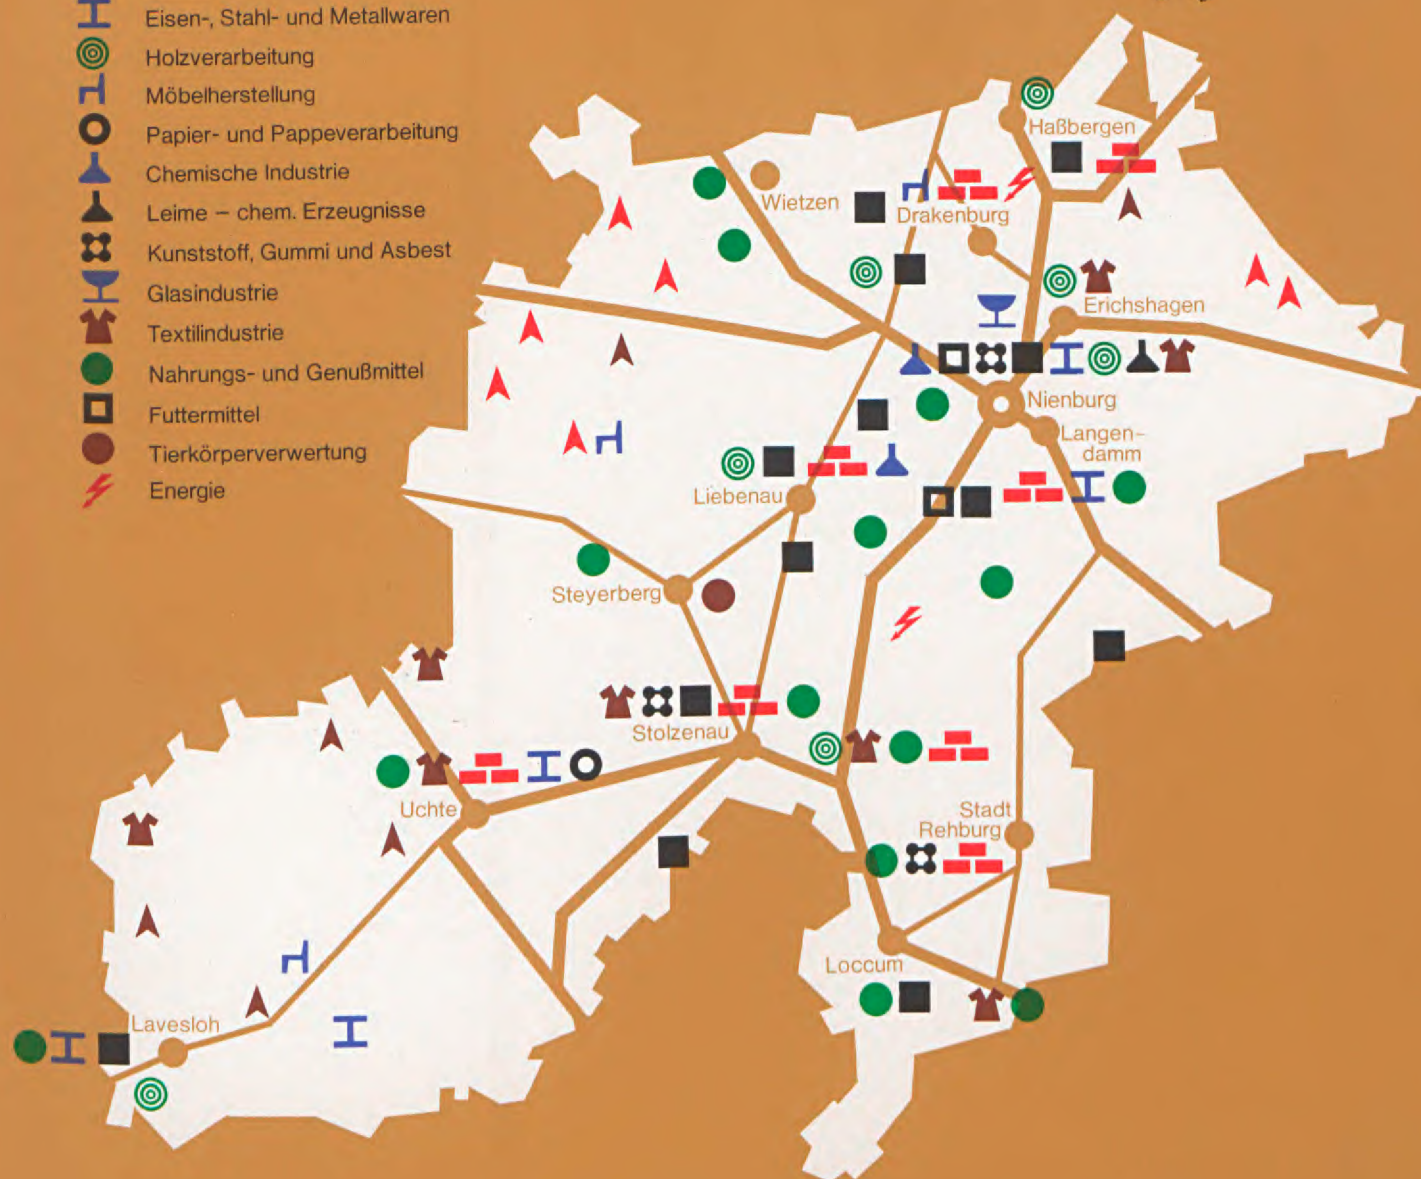 Eisen-, Stahl- und Metallwaren
Holzverarbeitung
Möbelherstellung
Papier- und Pappeverarbeitung
Chemische Industrie
Leime – chem. Erzeugnisse
Kunststoff, Gummi und Asbest
Glasindustrie
Textilindustrie
Nahrungs- und Genußmittel
Futtermittel
Tierkörperverwertung
Energie
Haßbergen
Wietzen
Drakenburg
Erichshagen
Nienburg
Langen-
damm
Liebenau
Steyerberg
Stolzenau
Uchte
Stadt
Rehburg
Loccum
Lavesloh